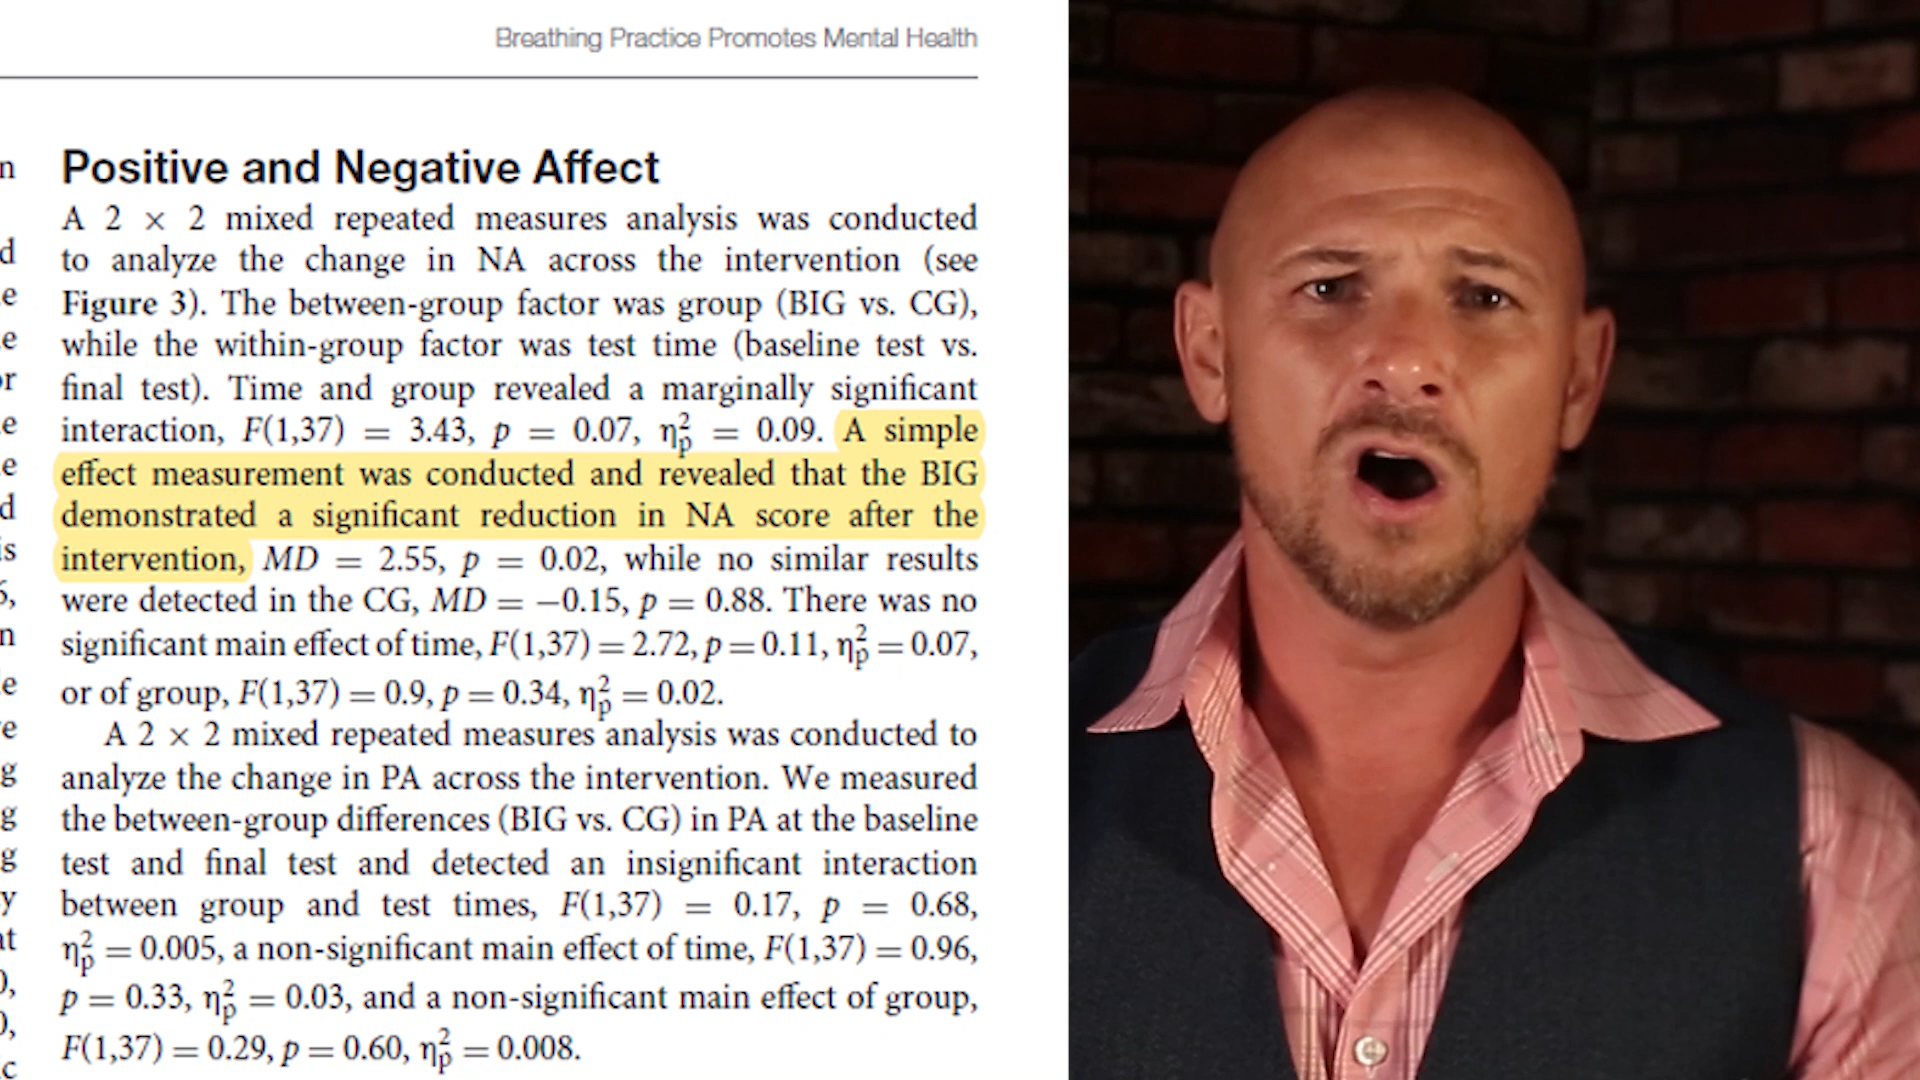 Breathing Practice Promotes Mental Health
Positive and Negative Affect
A 2 × 2 mixed repeated measures analysis was conducted
to analyze the change in NA across the intervention (see
Figure 3). The between-group factor was group (BIG vs. CG),
while the within-group factor was test time (baseline test vs.
final test). Time and group revealed a marginally significant
interaction, F(1,37) = 3.43, p = 0.07, η²p = 0.09. A simple
effect measurement was conducted and revealed that the BIG
demonstrated a significant reduction in NA score after the
intervention, MD = 2.55, p = 0.02, while no similar results
were detected in the CG, MD = −0.15, p = 0.88. There was no
significant main effect of time, F(1,37) = 2.72, p = 0.11, η²p = 0.07,
or of group, F(1,37) = 0.9, p = 0.34, η²p = 0.02.
A 2 × 2 mixed repeated measures analysis was conducted to
analyze the change in PA across the intervention. We measured
the between-group differences (BIG vs. CG) in PA at the baseline
test and final test and detected an insignificant interaction
between group and test times, F(1,37) = 0.17, p = 0.68,
η²p = 0.005, a non-significant main effect of time, F(1,37) = 0.96,
p = 0.33, η²p = 0.03, and a non-significant main effect of group,
F(1,37) = 0.29, p = 0.60, η²p = 0.008.